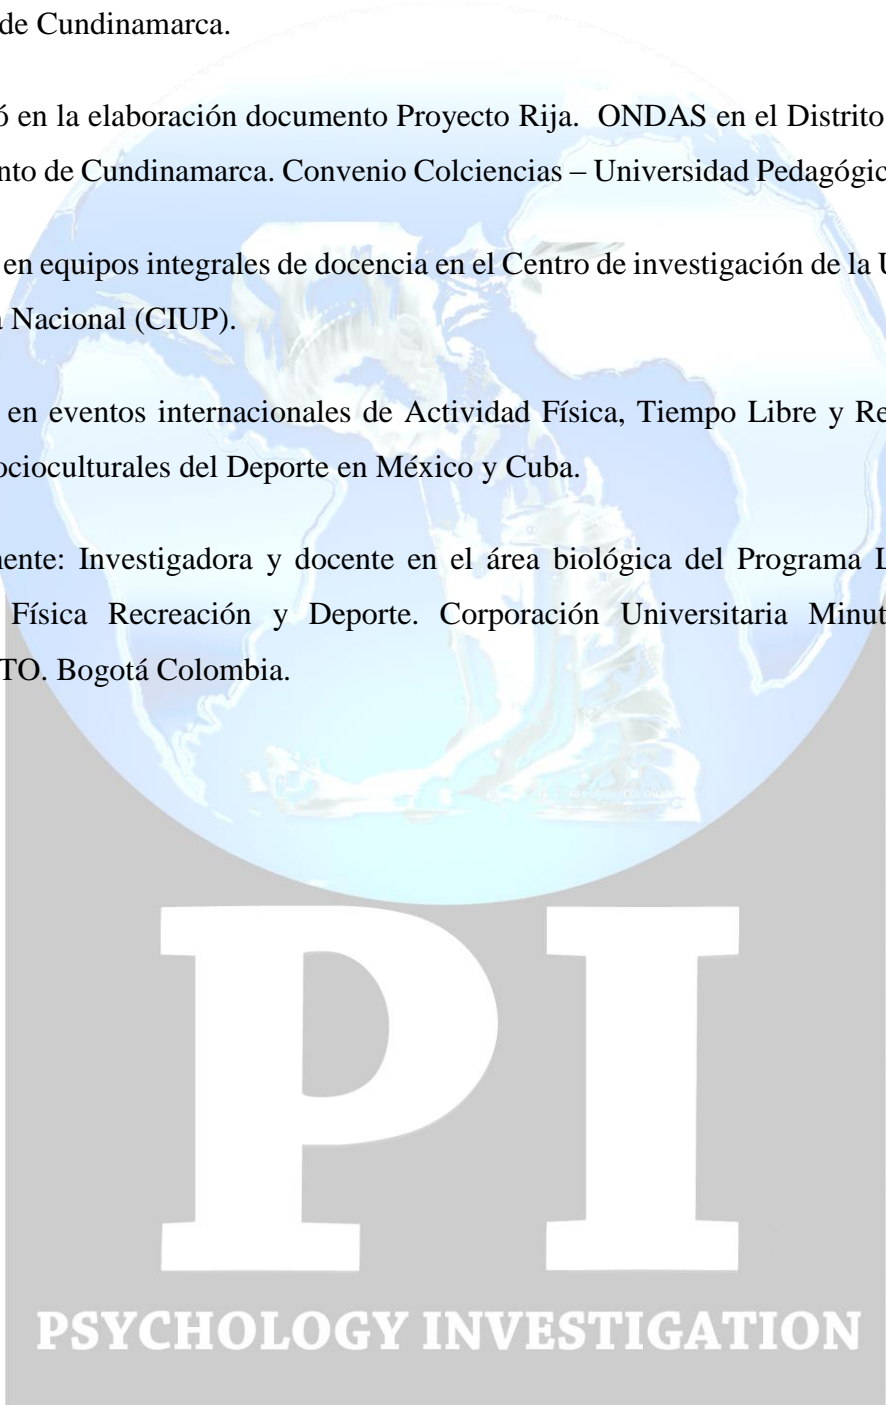 de Cundinamarca.
ó en la elaboración documento Proyecto Rija. ONDAS en el Distrito
nto de Cundinamarca. Convenio Colciencias – Universidad Pedagógic
en equipos integrales de docencia en el Centro de investigación de la U
a Nacional (CIUP).
en eventos internacionales de Actividad Física, Tiempo Libre y Re
ocioculturales del Deporte en México y Cuba.
nente: Investigadora y docente en el área biológica del Programa L
Física Recreación y Deporte. Corporación Universitaria Minut
TO. Bogotá Colombia.
PI
PSYCHOLOGY INVESTIGATION